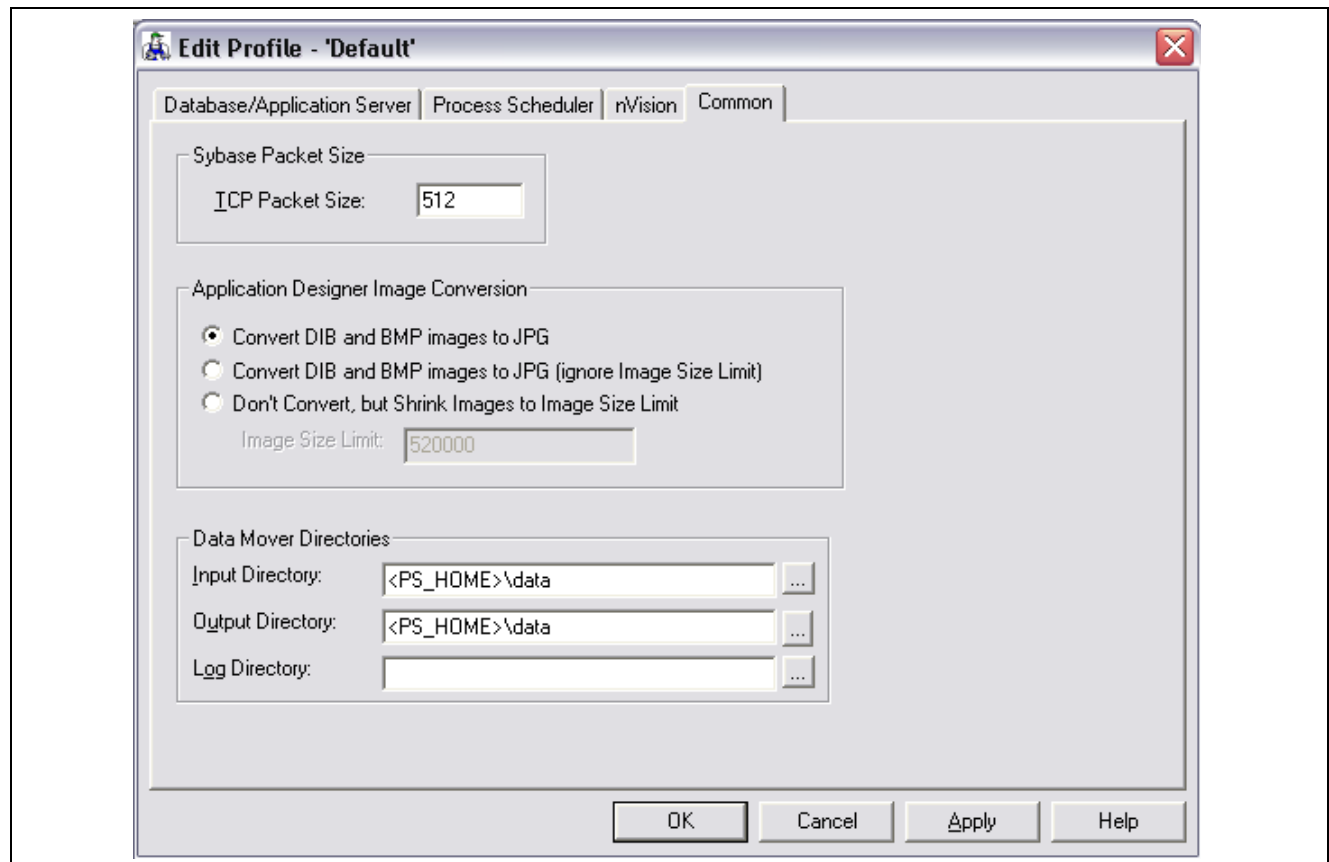 Edit Profile - 'Default'
Database/Application Server Process Scheduler nVision Common
Sybase Packet Size
TCP Packet Size: 512
Application Designer Image Conversion
Convert DIB and BMP images to JPG
Convert DIB and BMP images to JPG (ignore Image Size Limit)
Don't Convert, but Shrink Images to Image Size Limit
Image Size Limit: 520000
Data Mover Directories
Input Directory: <PS_HOME>\data ...
Output Directory: <PS_HOME>\data ...
Log Directory: ...
OK Cancel Apply Help